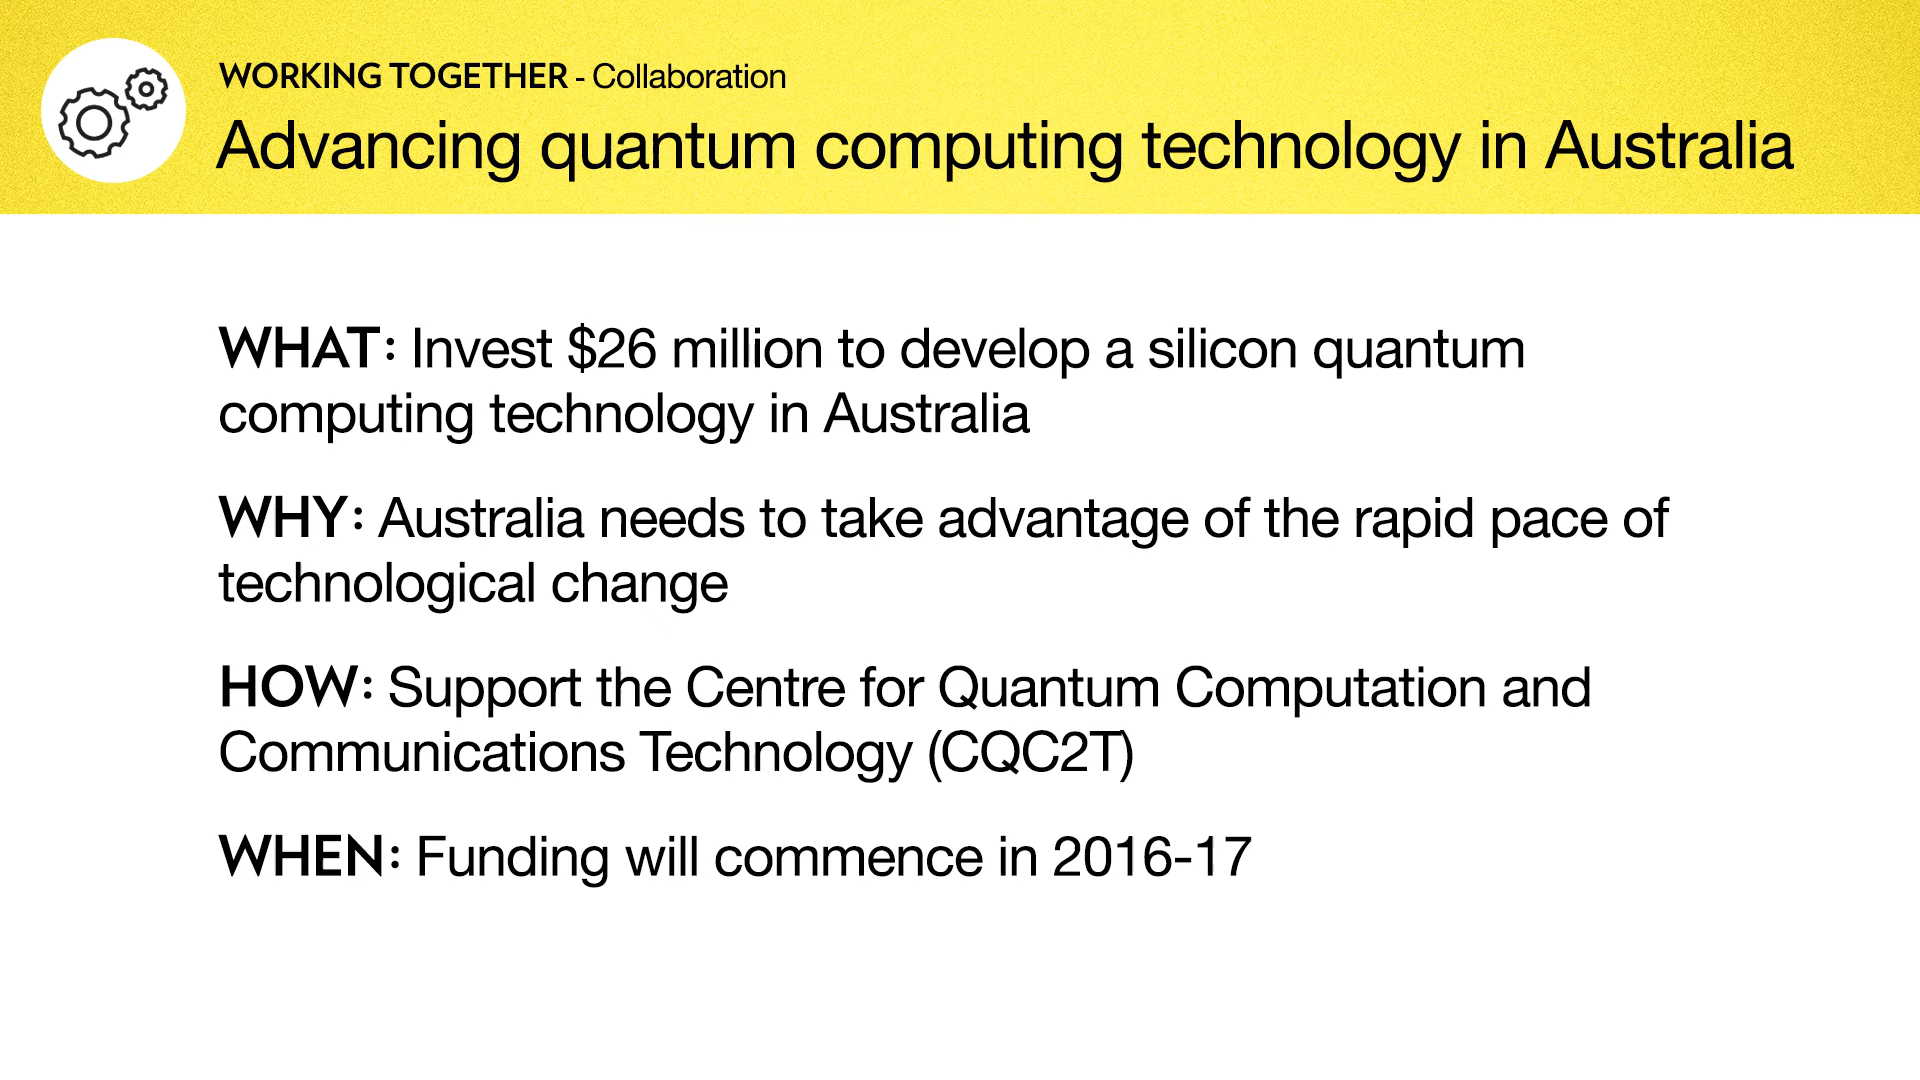 WORKING TOGETHER - Collaboration
Advancing quantum computing technology in Australia
WHAT: Invest $26 million to develop a silicon quantum
computing technology in Australia
WHY: Australia needs to take advantage of the rapid pace of
technological change
HOW: Support the Centre for Quantum Computation and
Communications Technology (CQC2T)
WHEN: Funding will commence in 2016-17